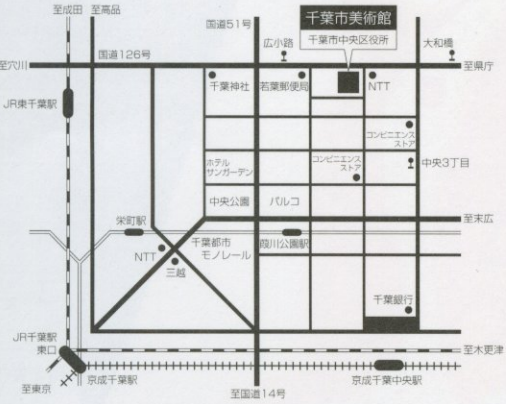 至成田
至高品
国道51号
千葉市美術館
千葉市中央区役所
広小路
大和橋
国道126号
至穴川
至県庁
千葉神社
若葉郵便局
NTT
JR東千葉駅
コンビニエンス
ストア
ホテル
サンガーデン
コンビニエンス
ストア
中央3丁目
中央公園
パルコ
栄町駅
至末広
千葉都市
モノレール
葭川公園駅
NTT
三越
千葉銀行
JR千葉駅
東口
至木更津
京成千葉駅
京成千葉中央駅
至東京
至国道14号